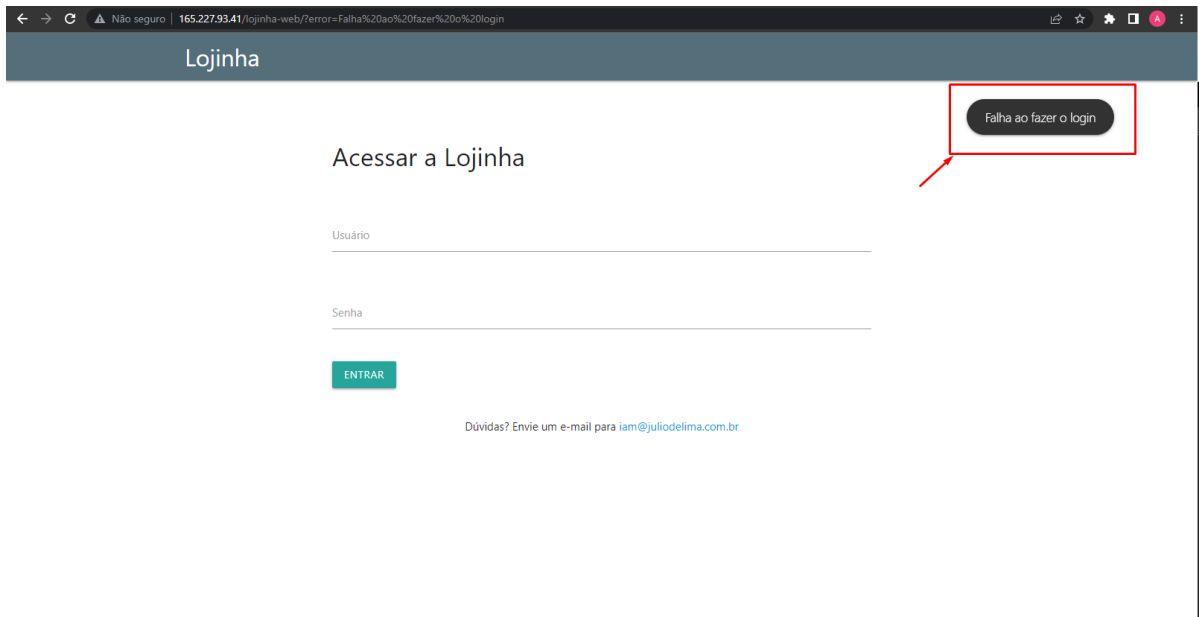 Não seguro | 165.227.93.41/lojinha-web/?error=Falha%20ao%20fazer%20o%20login
A
Lojinha
Falha ao fazer o login
Acessar a Lojinha
Usuário
Senha
ENTRAR
Dúvidas? Envie um e-mail para iam@juliodelima.com.br